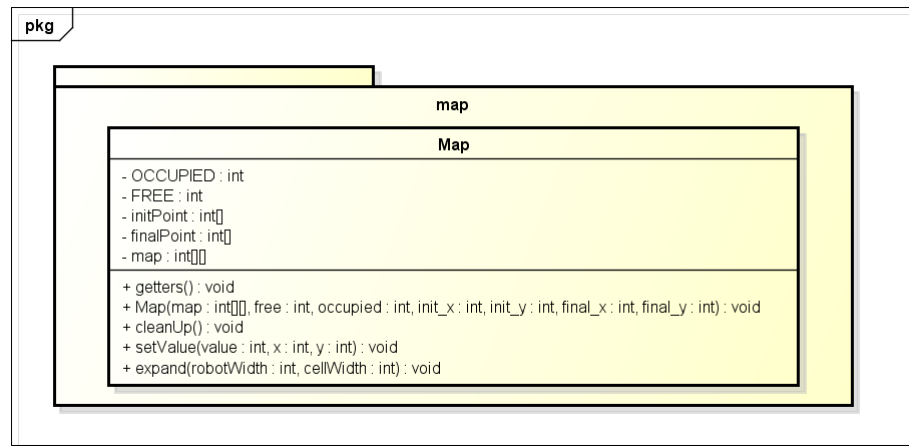 pkg
map
Map
- OCCUPIED : int
- FREE : int
- initPoint : int[]
- finalPoint : int[]
- map : int[][]
+ getters() : void
+ Map(map : int[][], free : int, occupied : int, init_x : int, init_y : int, final_x : int, final_y : int) : void
+ cleanUp() : void
+ setValue(value : int, x : int, y : int) : void
+ expand(robotWidth : int, cellWidth : int) : void